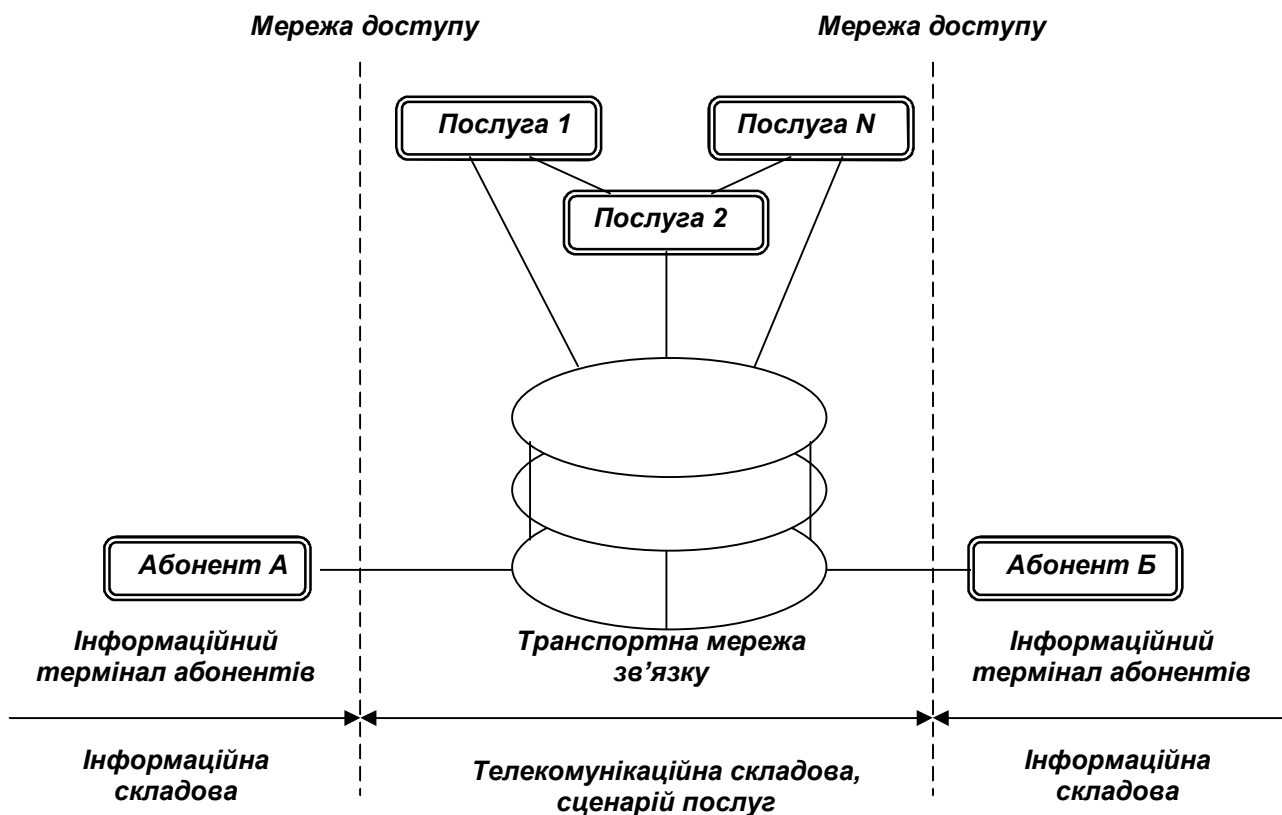 Мережа доступу
Мережа доступу
Послуга 1
Послуга N
Послуга 2
Абонент А
Абонент Б
Інформаційний
термінал абонентів
Транспортна мережа
зв’язку
Інформаційний
термінал абонентів
Інформаційна
складова
Телекомунікаційна складова,
сценарій послуг
Інформаційна
складова